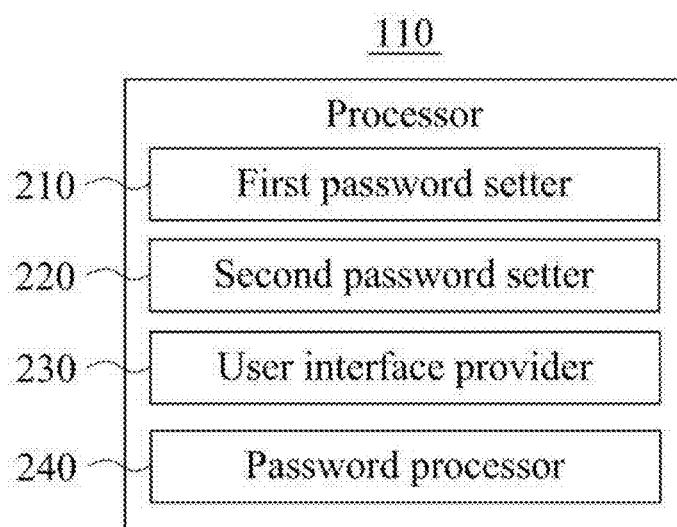 110
Processor
210 First password setter
220 Second password setter
230 User interface provider
240 Password processor